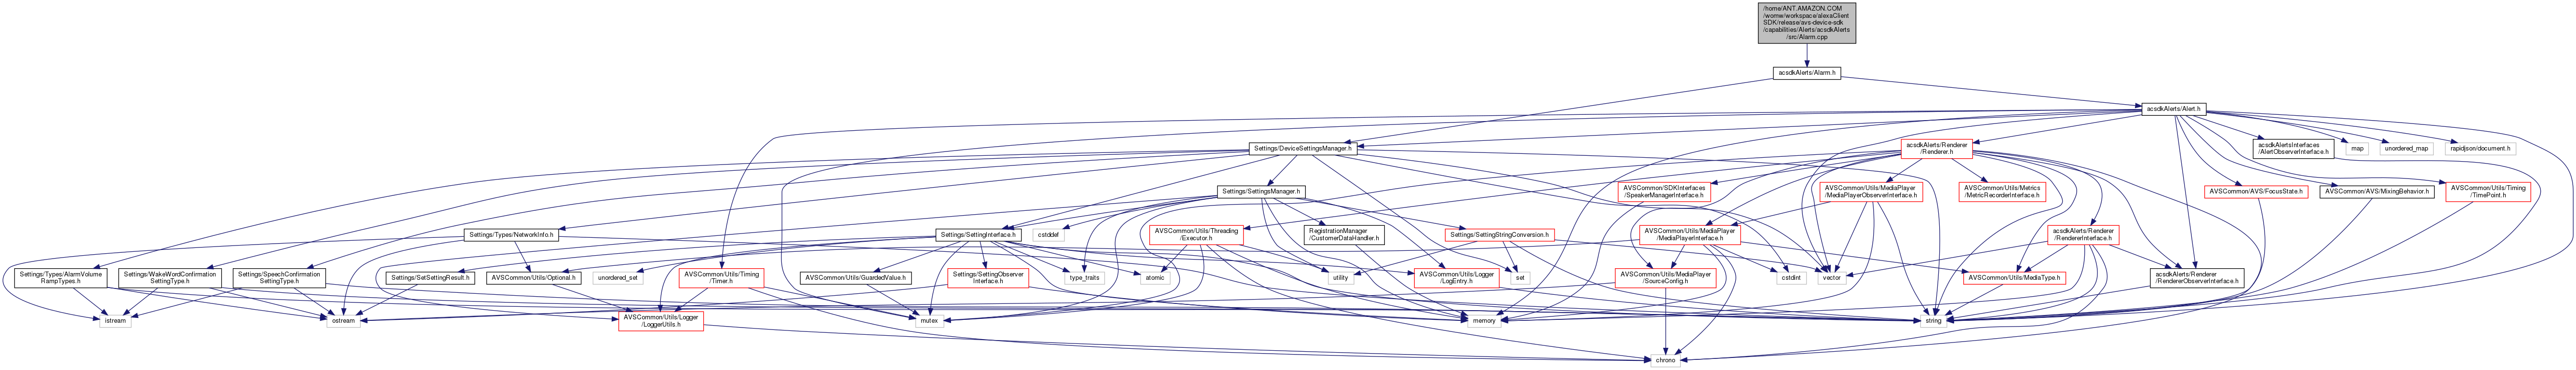 /home/ANT.AMAZON.COM
/womw/workspace/alexaClient
SDK/release/avs-device-sdk
/capabilities/Alerts/acsdkAlerts
/src/Alarm.cpp
acsdkAlerts/Alarm.h
acsdkAlerts/Alert.h
Settings/DeviceSettingsManager.h
acsdkAlerts/Renderer
/Renderer.h
acsdkAlertsInterfaces
/AlertObserverInterface.h
map
unordered_map
rapidjson/document.h
Settings/SettingsManager.h
AVSCommon/SDKInterfaces
/SpeakerManagerInterface.h
AVSCommon/Utils/MediaPlayer
/MediaPlayerObserverInterface.h
AVSCommon/Utils/Metrics
/MetricRecorderInterface.h
AVSCommon/AVS/FocusState.h
AVSCommon/AVS/MixingBehavior.h
AVSCommon/Utils/Timing
/TimePoint.h
Settings/Types/NetworkInfo.h
Settings/SettingInterface.h
cstddef
AVSCommon/Utils/Threading
/Executor.h
RegistrationManager
/CustomerDataHandler.h
Settings/SettingStringConversion.h
AVSCommon/Utils/MediaPlayer
/MediaPlayerInterface.h
acsdkAlerts/Renderer
/RendererInterface.h
Settings/Types/AlarmVolume
RampTypes.h
Settings/WakeWordConfirmation
SettingType.h
Settings/SpeechConfirmation
SettingType.h
Settings/SetSettingResult.h
AVSCommon/Utils/Optional.h
unordered_set
AVSCommon/Utils/Timing
/Timer.h
AVSCommon/Utils/GuardedValue.h
Settings/SettingObserver
Interface.h
type_traits
atomic
utility
AVSCommon/Utils/Logger
/LogEntry.h
set
AVSCommon/Utils/MediaPlayer
/SourceConfig.h
cstdint
vector
AVSCommon/Utils/MediaType.h
acsdkAlerts/Renderer
/RendererObserverInterface.h
istream
ostream
AVSCommon/Utils/Logger
/LoggerUtils.h
mutex
memory
string
chrono